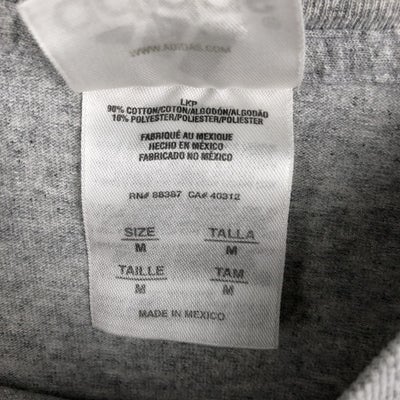 WWW.ADIDAS.COM
LKP
90% COTTON/COTON/ALGODÓN/ALGODÃO
10% POLYESTER/POLIÉSTER/POLIESTER
FABRIQUÉ AU MEXIQUE
HECHO EN MÉXICO
FABRICADO NO MÉXICO
RN# 88387 CA# 40312
SIZE TALLA
M M
TAILLE TAM
M M
MADE IN MEXICO